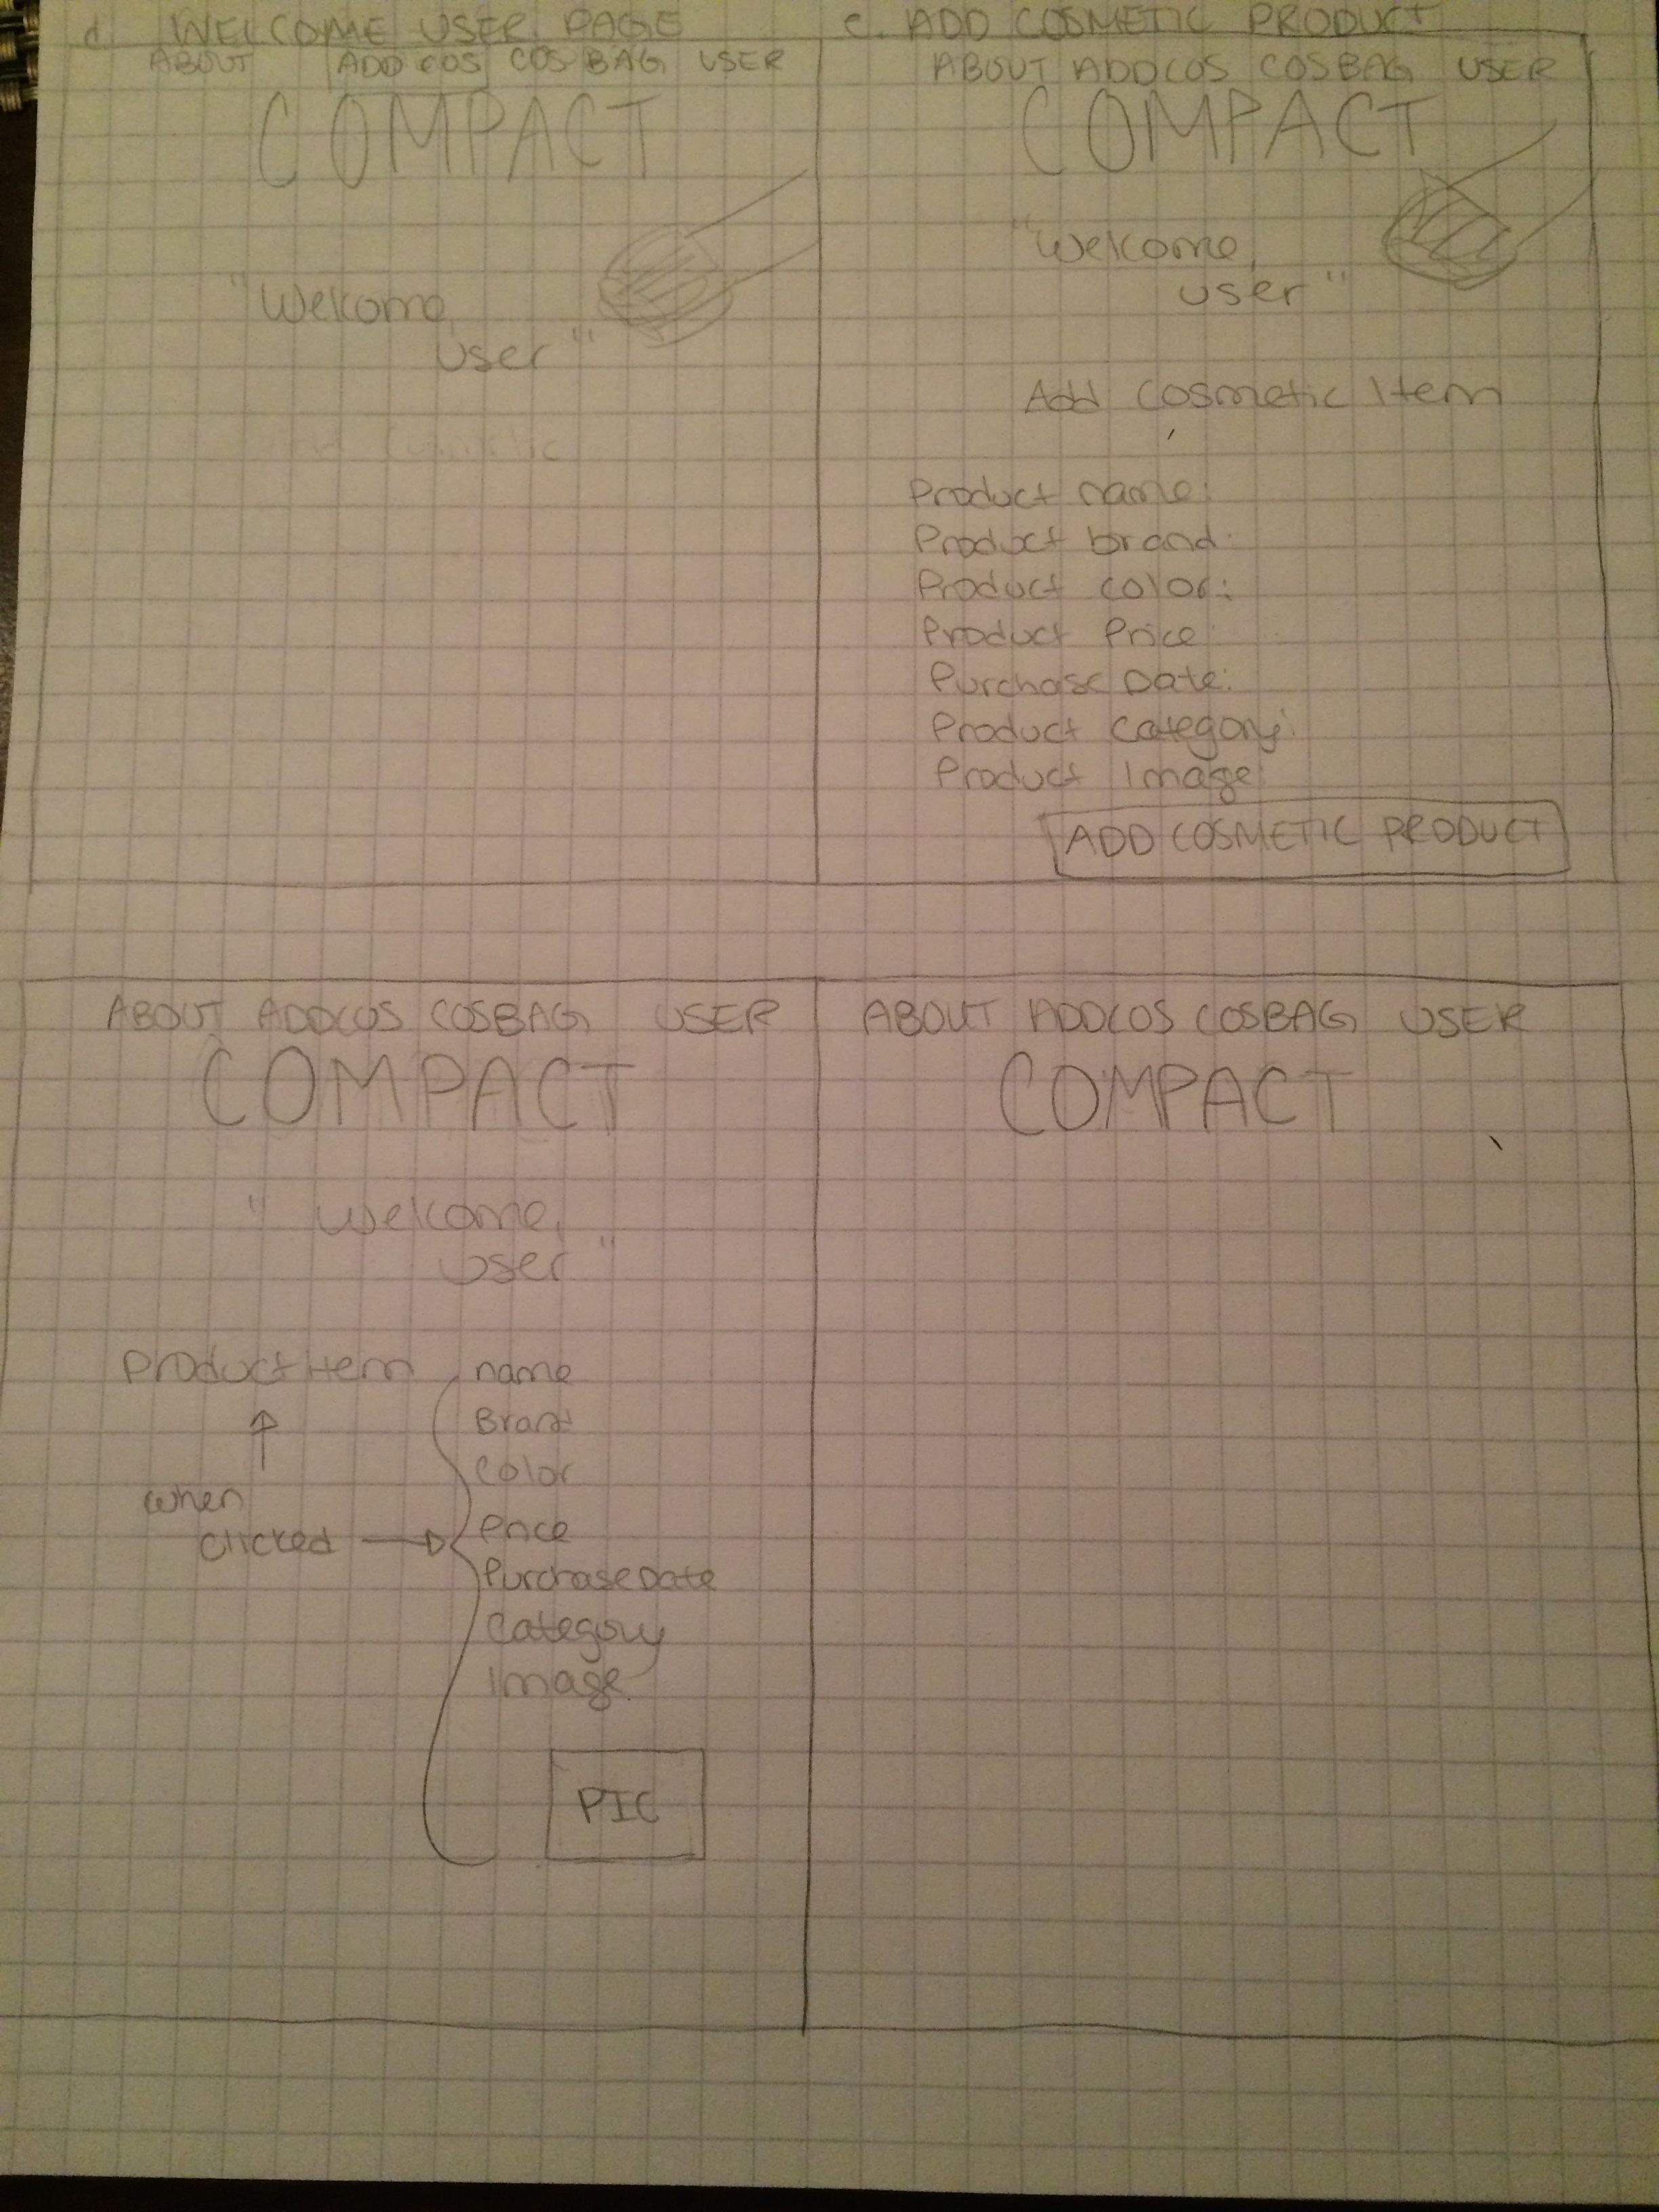 d. WELCOME USER PAGE
ABOUT ADD COS COS BAG USER
COMPACT
"Welcome,
user"
e. ADD COSMETIC PRODUCT
ABOUT ADDCOS COSBAG USER
COMPACT
"Welcome,
user"
Add Cosmetic Item
Product name:
Product brand:
Product color:
Product Price:
Purchase Date:
Product Category:
Product Image:
ADD COSMETIC PRODUCT
ABOUT ADDCOS COSBAG USER
COMPACT
"Welcome,
user"
Product item
when
clicked
name
Brand
Color
Price
Purchase Date
Category
Image
PIC
ABOUT ADDCOS COSBAG USER
COMPACT